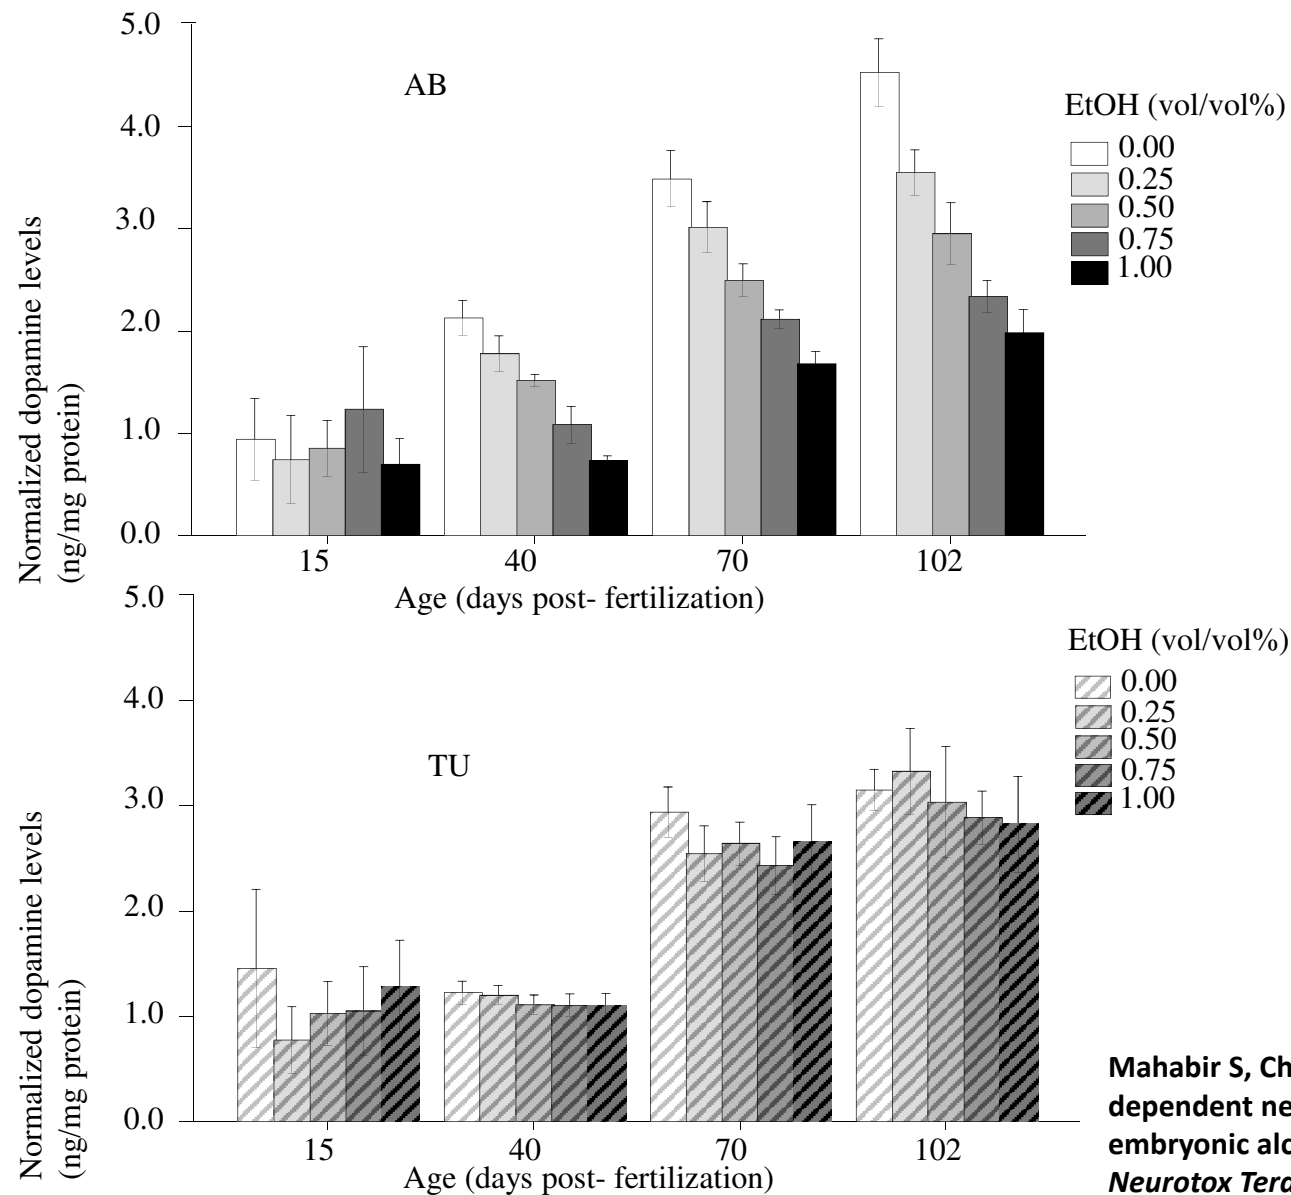 5.0
AB
4.0
3.0
2.0
1.0
0.0
Normalized dopamine levels
(ng/mg protein)
15
40
70
102
Age (days post- fertilization)
EtOH (vol/vol%)
0.00
0.25
0.50
0.75
1.00
5.0
4.0
TU
3.0
2.0
1.0
0.0
Normalized dopamine levels
(ng/mg protein)
15
40
70
102
Age (days post- fertilization)
EtOH (vol/vol%)
0.00
0.25
0.50
0.75
1.00
Mahabir S, Ch
dependent ne
embryonic alc
Neurotox Tera